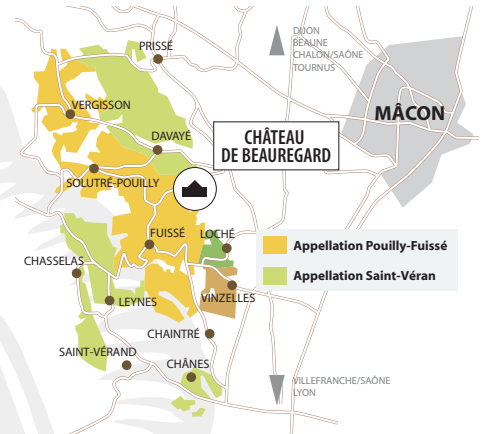 DIJON
BEAUNE
CHALON/SAÔNE
TOURNUS
PRISSÉ
VERGISSON
MÂCON
DAVAYÉ
CHÂTEAU
DE BEAUREGARD
SOLUTRÉ-POUILLY
FUISSÉ
LOCHÉ
Appellation Pouilly-Fuissé
CHASSELAS
Appellation Saint-Véran
LEYNES
VINZELLES
CHAINTRÉ
SAINT-VÉRAND
CHÂNES
VILLEFRANCHE/SAÔNE
LYON